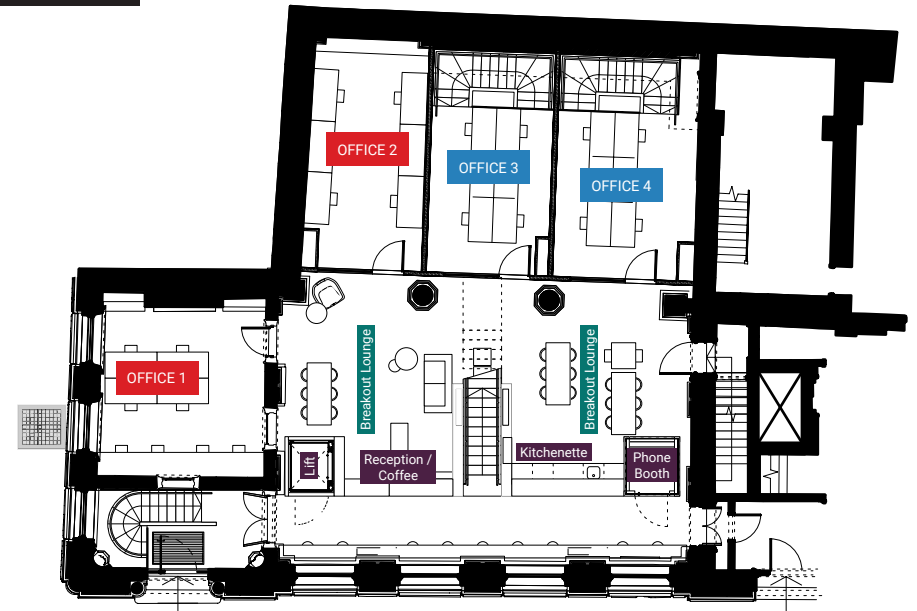 OFFICE 2
OFFICE 3
OFFICE 4
OFFICE 1
Breakout Lounge
Breakout Lounge
Lift
Reception /
Coffee
Kitchenette
Phone
Booth